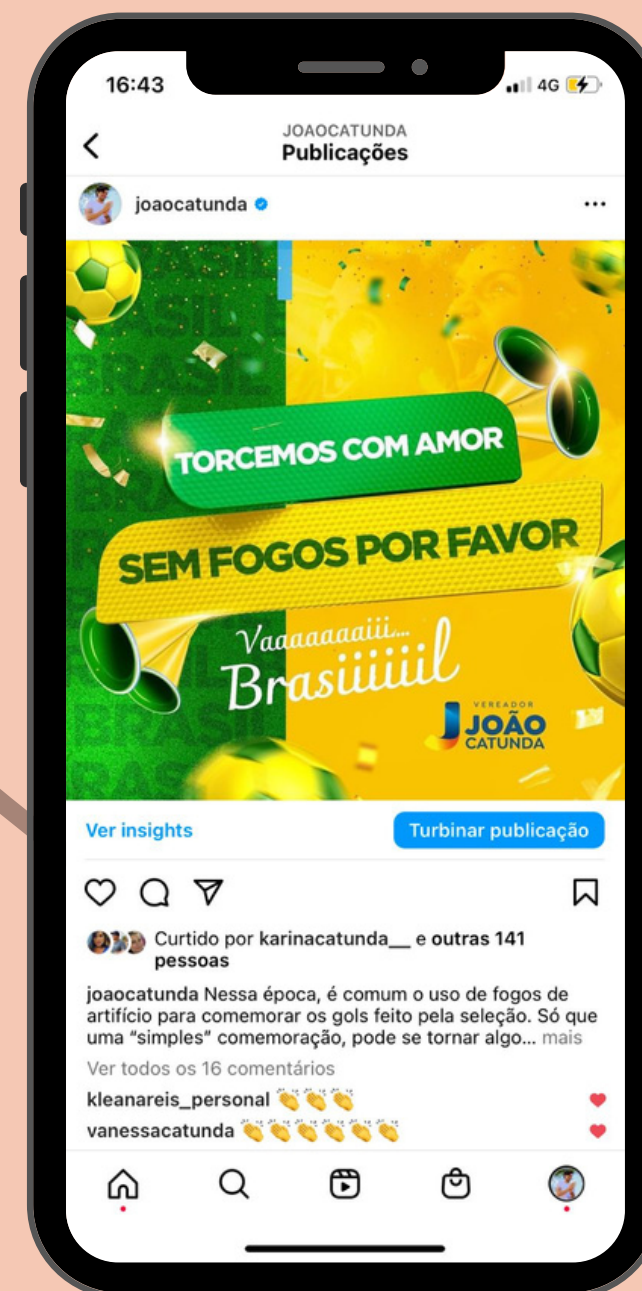 16:43
4G
JOAOCATUNDA
Publicações
joaocatunda
TORCEMOS COM AMOR
SEM FOGOS POR FAVOR
Vaaaaaaaiii...
Brasiiiiiil
VEREADOR
JOÃO
CATUNDA
Ver insights
Turbinar publicação
Curtido por karinacatunda__ e outras 141
pessoas
joaocatunda Nessa época, é comum o uso de fogos de
artifício para comemorar os gols feito pela seleção. Só que
uma “simples” comemoração, pode se tornar algo... mais
Ver todos os 16 comentários
kleanareis_personal 👏👏👏
vanessacatunda 👏👏👏👏👏👏